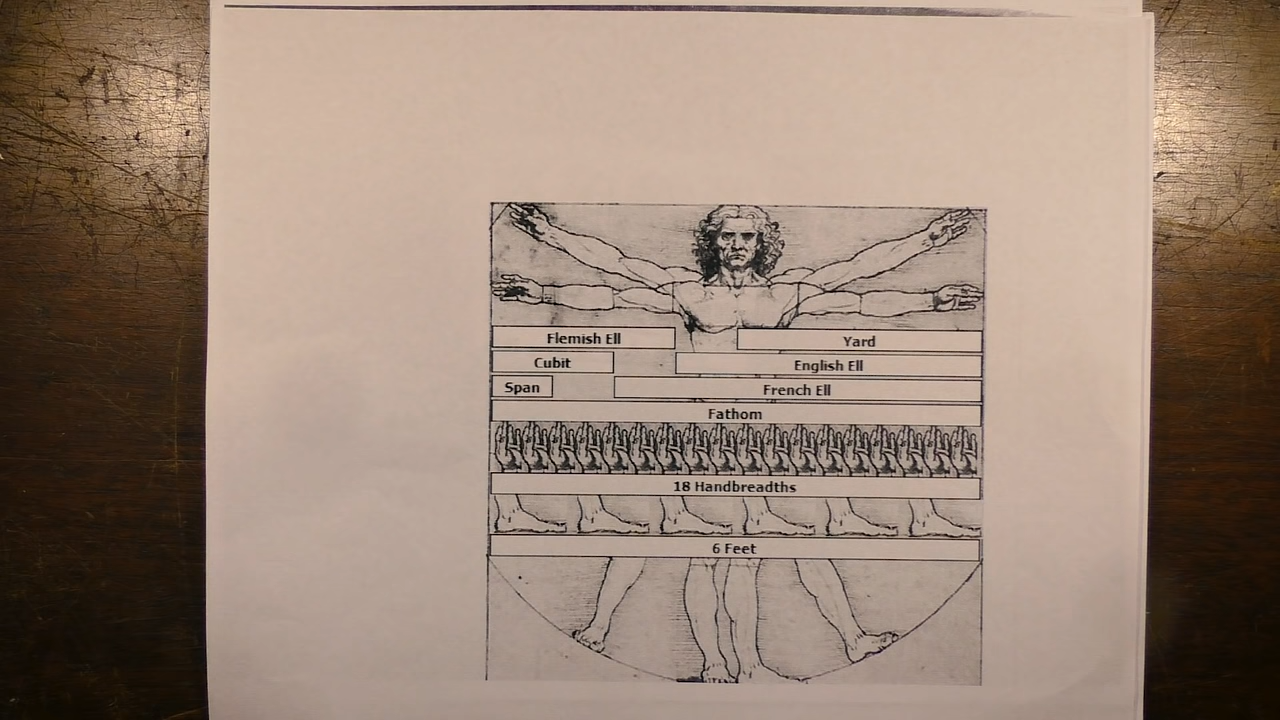 Flemish Ell Yard
Cubit English Ell
Span French Ell
Fathom
18 Handbreadths
6 Feet